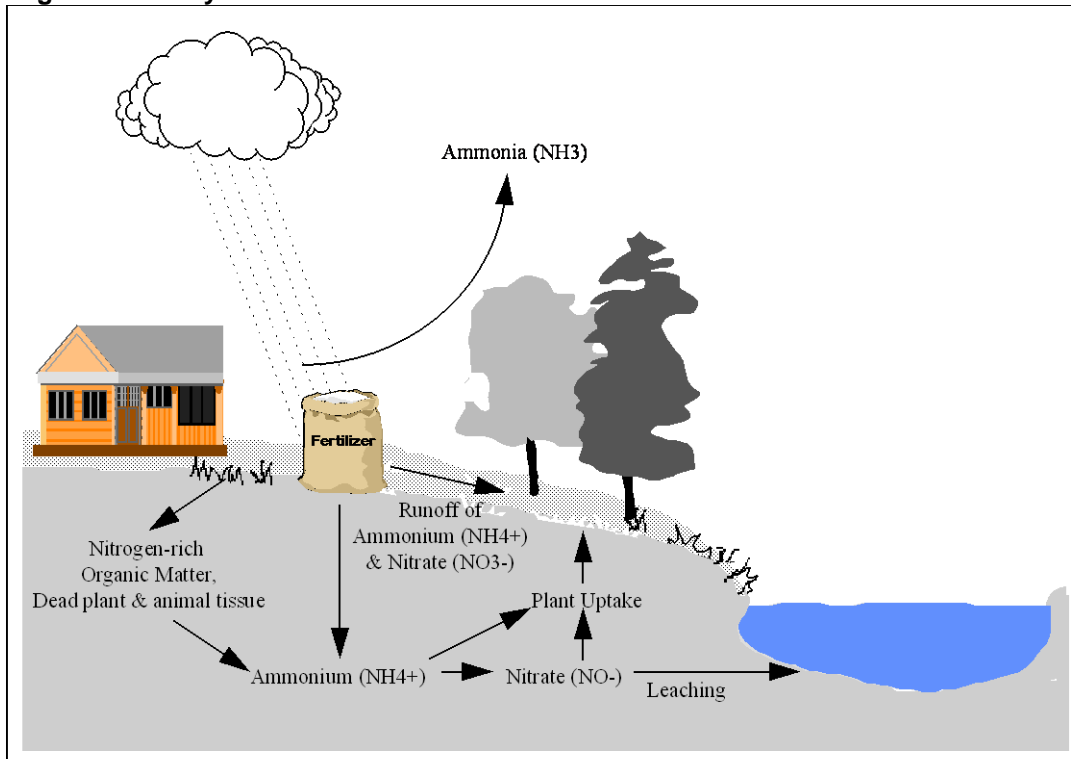 Ammonia (NH3)
Fertilizer
Runoff of
Ammonium (NH4+)
& Nitrate (NO3-)
Nitrogen-rich
Organic Matter,
Dead plant & animal tissue
Plant Uptake
Ammonium (NH4+)
Nitrate (NO-)
Leaching